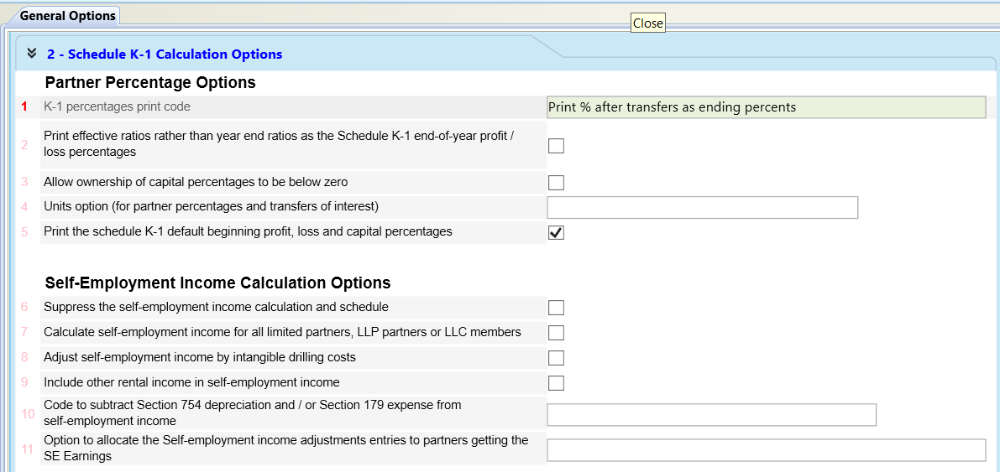 General Options
Close
2 - Schedule K-1 Calculation Options
Partner Percentage Options
1 K-1 percentages print code Print % after transfers as ending percents
2 Print effective ratios rather than year end ratios as the Schedule K-1 end-of-year profit /
loss percentages
3 Allow ownership of capital percentages to be below zero
4 Units option (for partner percentages and transfers of interest)
5 Print the schedule K-1 default beginning profit, loss and capital percentages
Self-Employment Income Calculation Options
6 Suppress the self-employment income calculation and schedule
7 Calculate self-employment income for all limited partners, LLP partners or LLC members
8 Adjust self-employment income by intangible drilling costs
9 Include other rental income in self-employment income
10 Code to subtract Section 754 depreciation and / or Section 179 expense from
self-employment income
11 Option to allocate the Self-employment income adjustments entries to partners getting the
SE Earnings